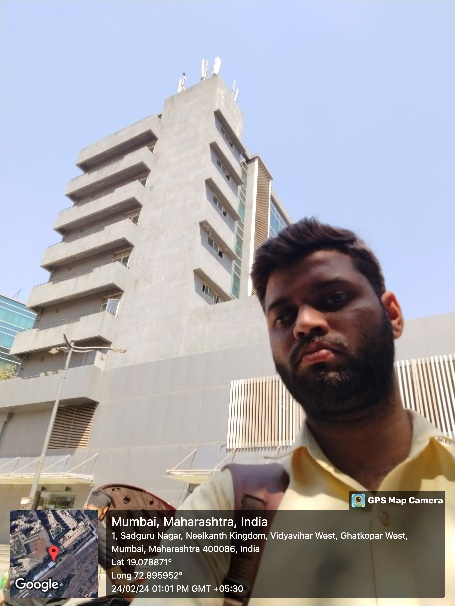 GPS Map Camera
Mumbai, Maharashtra, India
1, Sadguru Nagar, Neelkanth Kingdom, Vidyavihar West, Ghatkopar West,
Mumbai, Maharashtra 400086, India
Lat 19.078871°
Long 72.895952°
24/02/24 01:01 PM GMT +05:30
Google